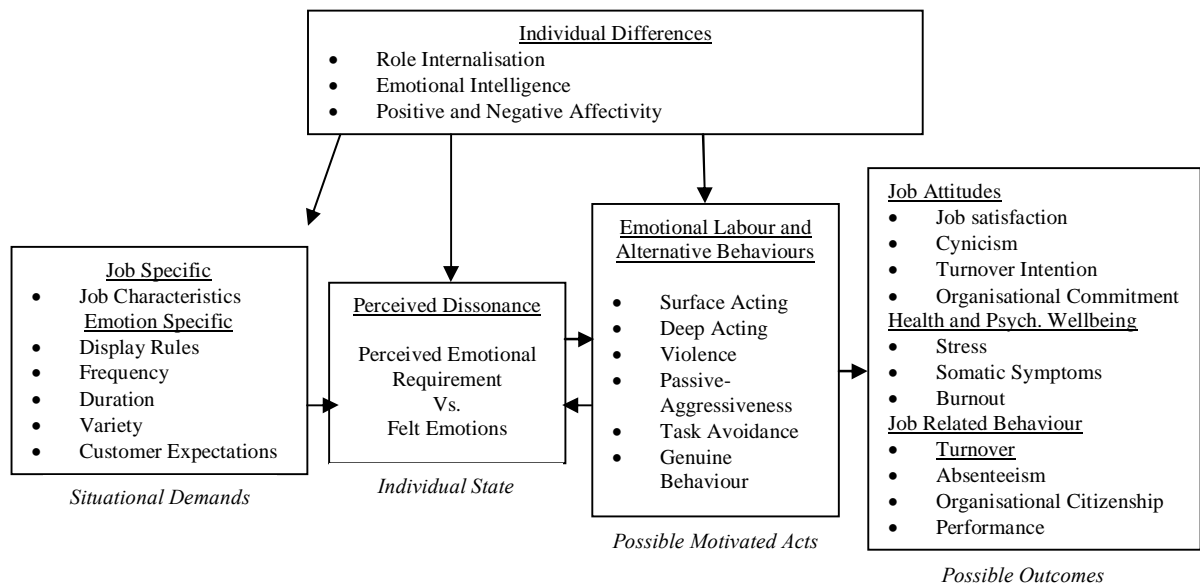 Individual Differences
• Role Internalisation
• Emotional Intelligence
• Positive and Negative Affectivity
Job Specific
• Job Characteristics
Emotion Specific
• Display Rules
• Frequency
• Duration
• Variety
• Customer Expectations
Situational Demands
Perceived Dissonance
Perceived Emotional
Requirement
Vs.
Felt Emotions
Individual State
Emotional Labour and
Alternative Behaviours
• Surface Acting
• Deep Acting
• Violence
• Passive-
Aggressiveness
• Task Avoidance
• Genuine
Behaviour
Possible Motivated Acts
Job Attitudes
• Job satisfaction
• Cynicism
• Turnover Intention
• Organisational Commitment
Health and Psych. Wellbeing
• Stress
• Somatic Symptoms
• Burnout
Job Related Behaviour
• Turnover
• Absenteeism
• Organisational Citizenship
• Performance
Possible Outcomes